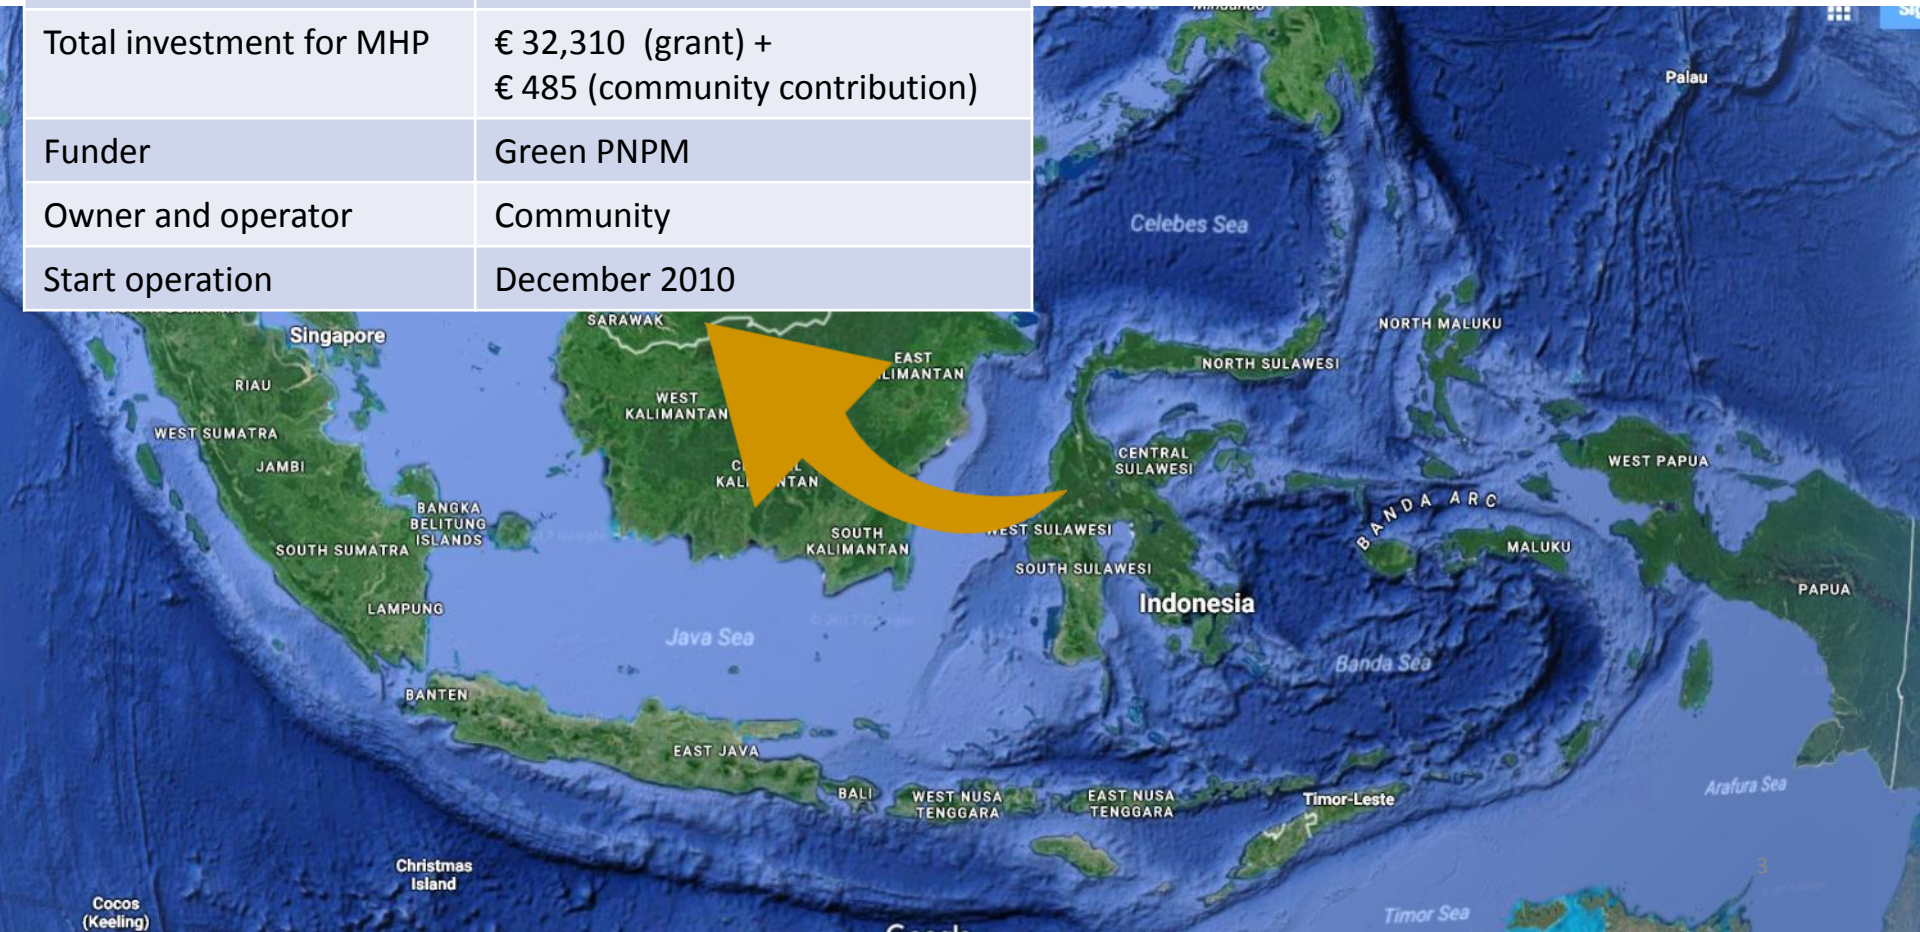 Total investment for MHP
€ 32,310 (grant) +
€ 485 (community contribution)
Funder
Green PNPM
Owner and operator
Community
Start operation
December 2010
Palau
Celebes Sea
SARAWAK
Singapore
NORTH MALUKU
EAST
LIMANTAN
NORTH SULAWESI
RIAU
WEST
KALIMANTAN
WEST SUMATRA
JAMBI
CENTRAL
SULAWESI
WEST PAPUA
BANGKA
BELITUNG
ISLANDS
BANDA ARC
SOUTH SUMATRA
SOUTH
KALIMANTAN
EST SULAWESI
MALUKU
SOUTH SULAWESI
PAPUA
Indonesia
LAMPUNG
Java Sea
Banda Sea
BANTEN
EAST JAVA
BALI
WEST NUSA
TENGGARA
EAST NUSA
TENGGARA
Timor-Leste
Arafura Sea
Christmas
Island
3
Cocos
(Keeling)
Timor Sea